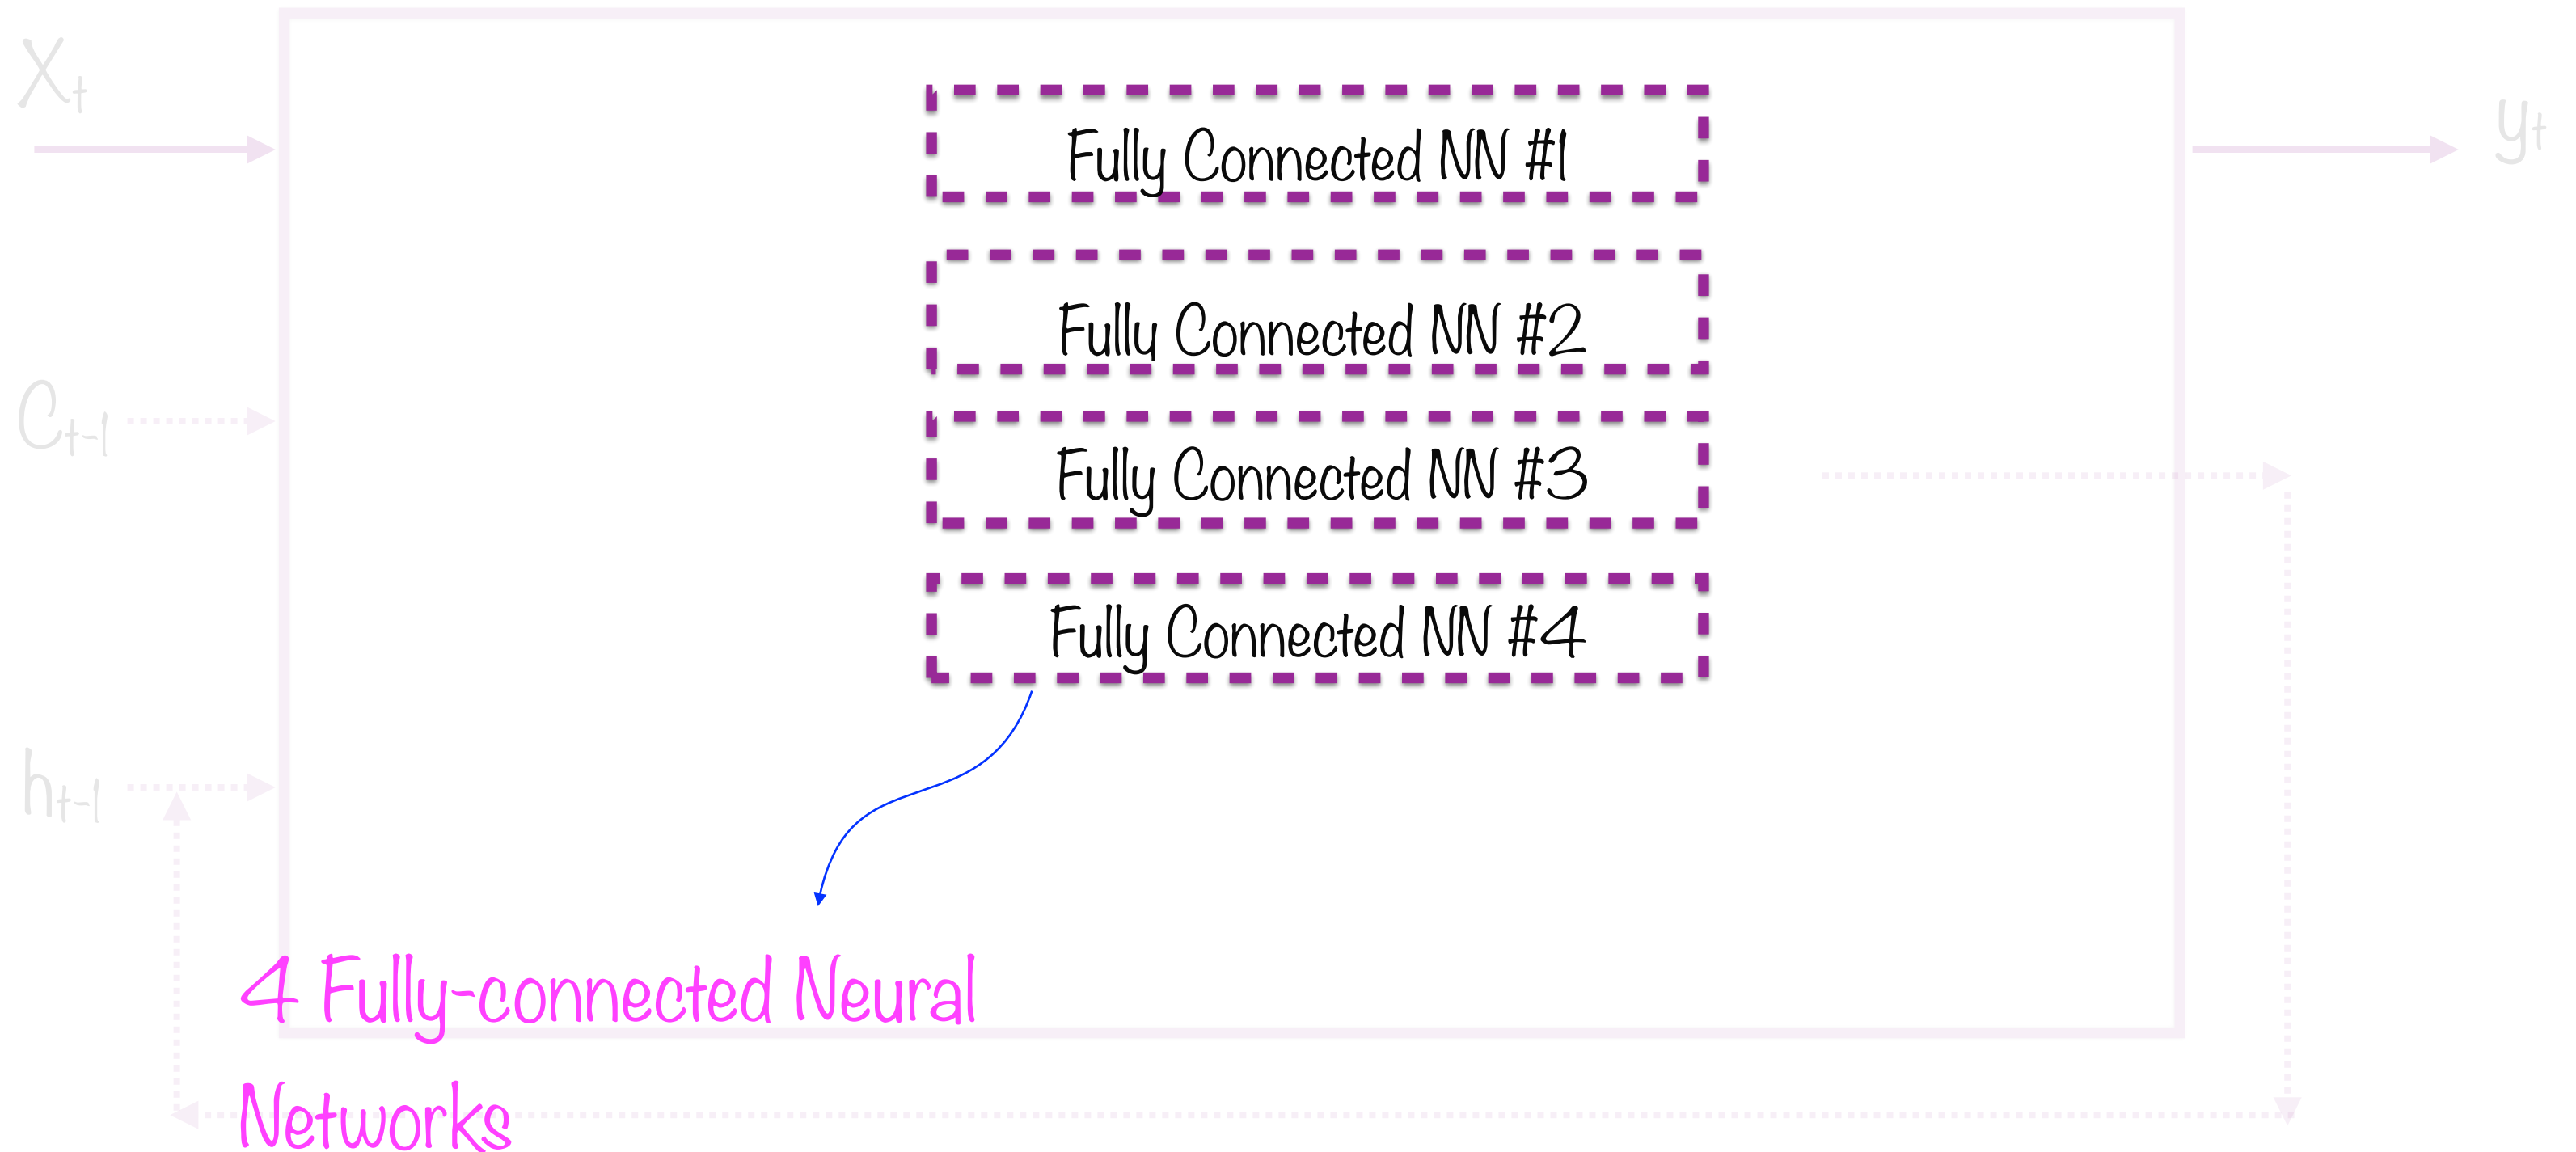 Xt
yt
Fully Connected NN #1
Fully Connected NN #2
Ct-1
Fully Connected NN #3
Fully Connected NN #4
ht-1
4 Fully-connected Neural
Networks